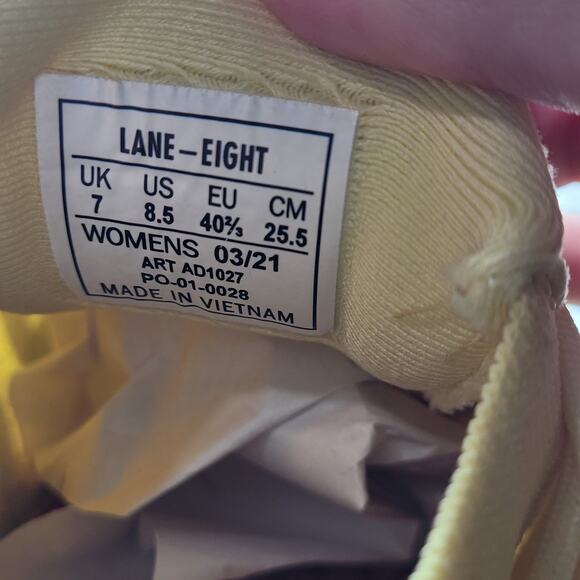 LANE–EIGHT
UK US EU CM
7 8.5 40⅔ 25.5
WOMENS 03/21
ART AD1027
PO-01-0028
MADE IN VIETNAM